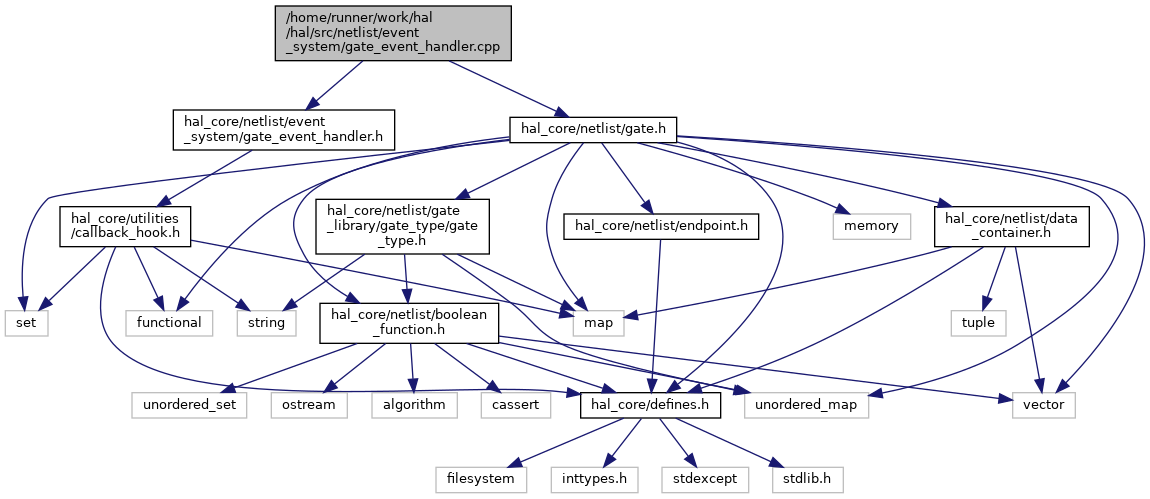 /home/runner/work/hal
/hal/src/netlist/event
_system/gate_event_handler.cpp
hal_core/netlist/event
_system/gate_event_handler.h
hal_core/netlist/gate.h
hal_core/utilities
/callback_hook.h
hal_core/netlist/gate
_library/gate_type/gate
_type.h
hal_core/netlist/endpoint.h
memory
hal_core/netlist/data
_container.h
set
functional
string
hal_core/netlist/boolean
_function.h
map
tuple
unordered_set
ostream
algorithm
cassert
hal_core/defines.h
unordered_map
vector
filesystem
inttypes.h
stdexcept
stdlib.h